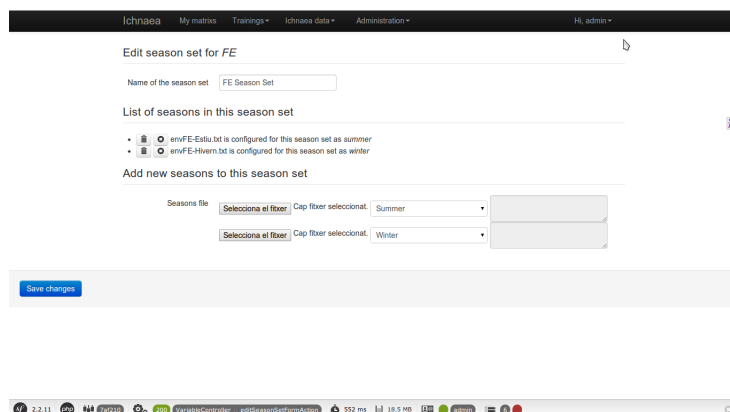 Ichnaea My matrixs Trainings Ichnaea data Administration Hi, admin
Edit season set for FE
Name of the season set FE Season Set
List of seasons in this season set
envFE-Estiu.txt is configured for this season set as summer
envFE-Hivern.txt is configured for this season set as winter
Add new seasons to this season set
Seasons file Selecciona el fitxer Cap fitxer seleccionat. Summer
Selecciona el fitxer Cap fitxer seleccionat. Winter
Save changes
sf 2.2.11 php 7af210 200 VariableController editSeasonSetFormAction 552 ms 18.5 MB admin 6